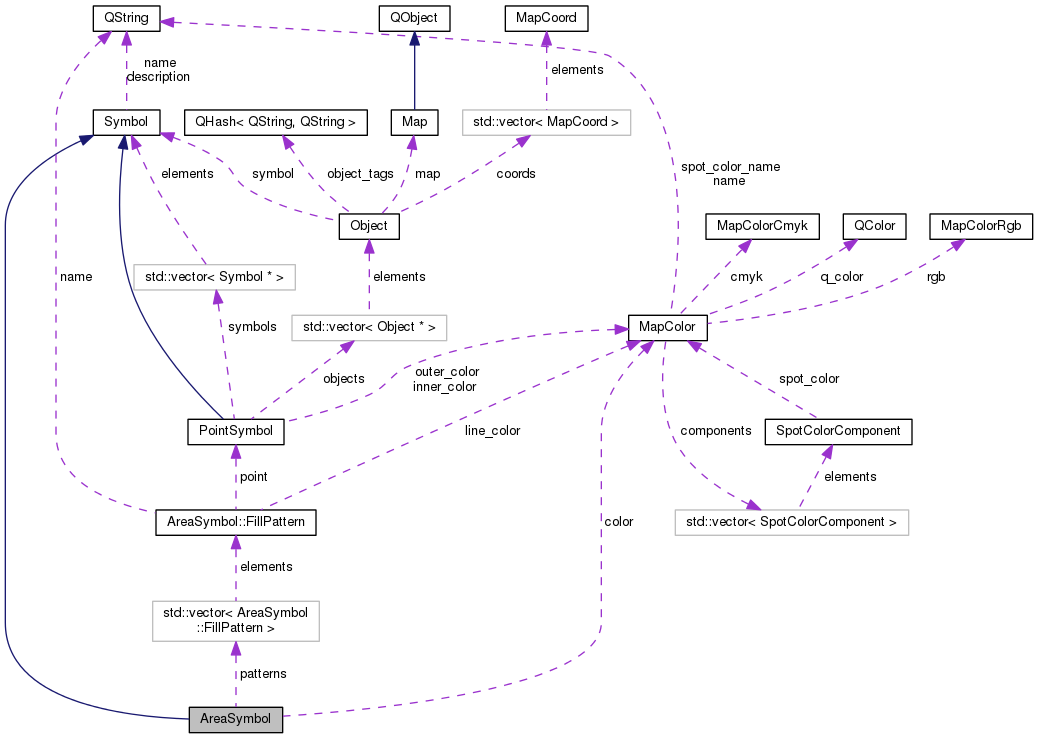 QString
QObject
MapCoord
name
description
elements
Symbol
QHash< QString, QString >
Map
std::vector< MapCoord >
elements
symbol
object_tags
map
coords
spot_color_name
name
Object
MapColorCmyk
QColor
MapColorRgb
name
std::vector< Symbol * >
elements
cmyk
q_color
rgb
symbols
std::vector< Object * >
MapColor
objects
outer_color
inner_color
spot_color
PointSymbol
line_color
components
SpotColorComponent
point
elements
AreaSymbol::FillPattern
color
std::vector< SpotColorComponent >
elements
std::vector< AreaSymbol
::FillPattern >
patterns
AreaSymbol